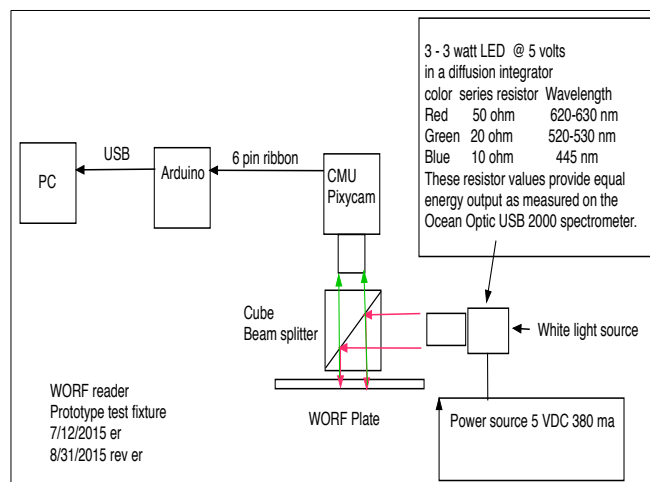 3 - 3 watt LED @ 5 volts
in a diffusion integrator
color series resistor Wavelength
Red 50 ohm 620-630 nm
Green 20 ohm 520-530 nm
Blue 10 ohm 445 nm
These resistor values provide equal
energy output as measured on the
Ocean Optic USB 2000 spectrometer.
USB
6 pin ribbon
PC
Arduino
CMU
Pixycam
Cube
Beam splitter
White light source
WORF reader
Prototype test fixture
7/12/2015 er
8/31/2015 rev er
WORF Plate
Power source 5 VDC 380 ma